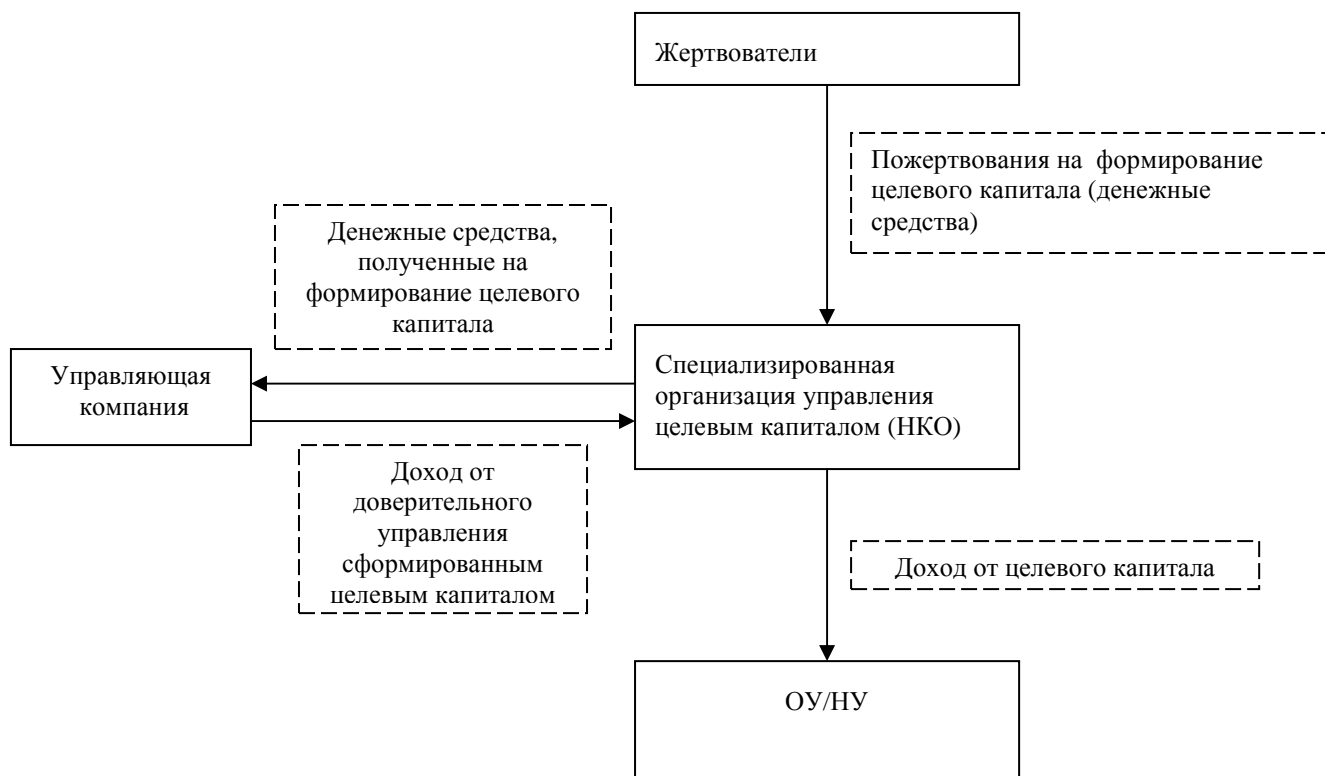 Жертвователи
Пожертвования на формирование
целевого капитала (денежные
средства)
Денежные средства,
полученные на
формирование целевого
капитала
Управляющая
компания
Специализированная
организация управления
целевым капиталом (НКО)
Доход от
доверительного
управления
сформированным
целевым капиталом
Доход от целевого капитала
ОУ/НУ